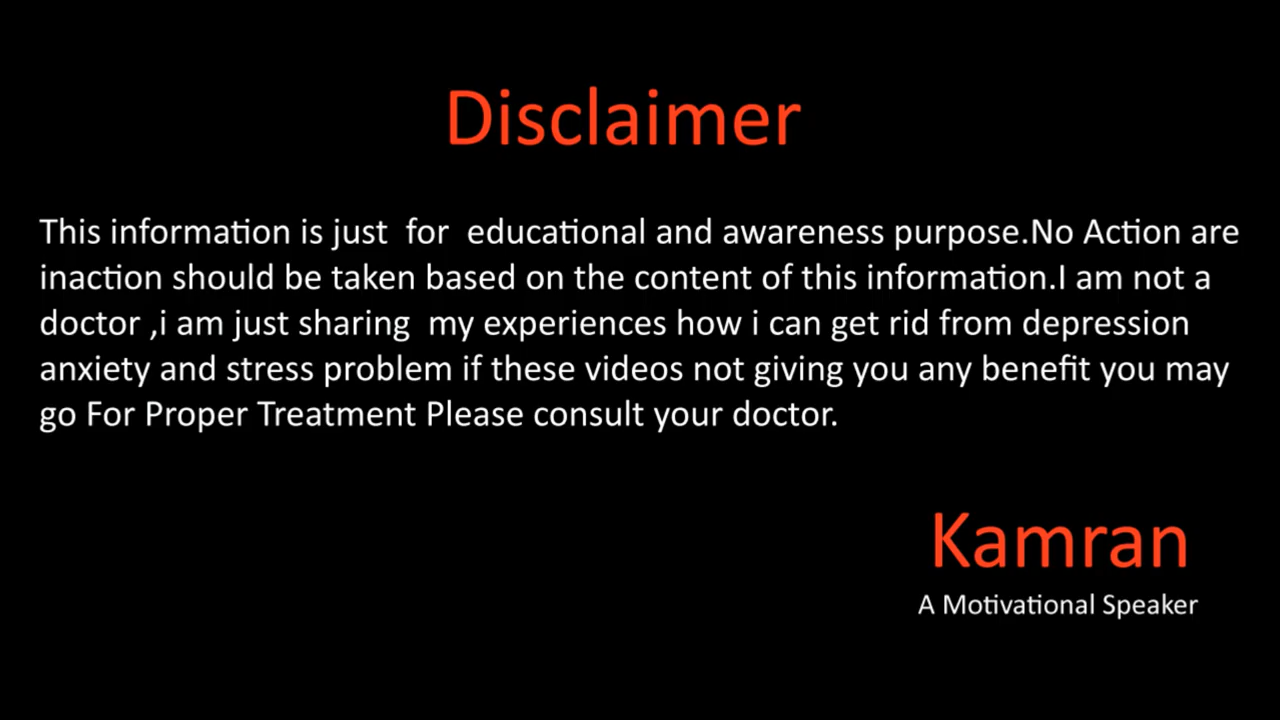 Disclaimer
This information is just for educational and awareness purpose.No Action are
inaction should be taken based on the content of this information.I am not a
doctor ,i am just sharing my experiences how i can get rid from depression
anxiety and stress problem if these videos not giving you any benefit you may
go For Proper Treatment Please consult your doctor.
Kamran
A Motivational Speaker